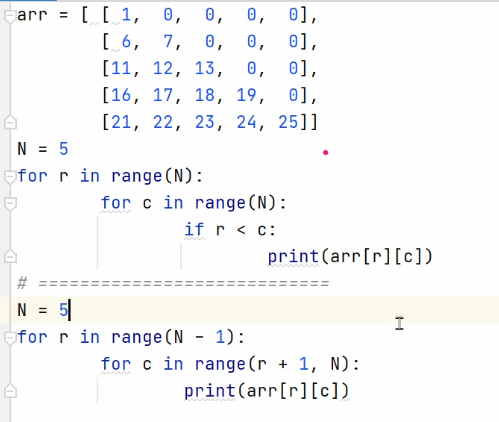 arr = [ [ 1,  0,  0,  0,  0],
        [ 6,  7,  0,  0,  0],
        [11, 12, 13,  0,  0],
        [16, 17, 18, 19,  0],
        [21, 22, 23, 24, 25]]
N = 5
for r in range(N):
        for c in range(N):
                if r < c:
                        print(arr[r][c])
# ============================
N = 5
for r in range(N - 1):
        for c in range(r + 1, N):
                print(arr[r][c])